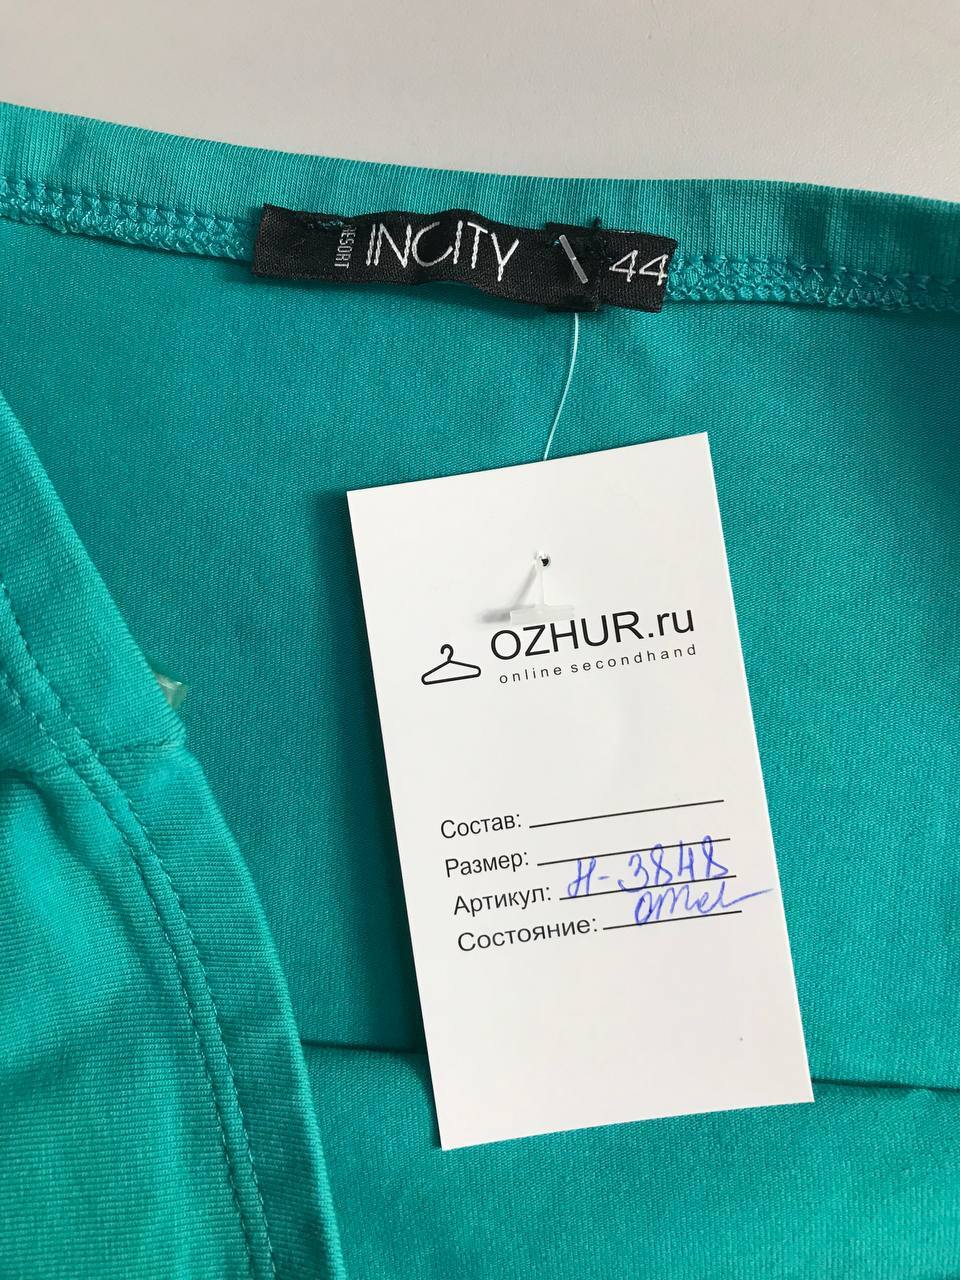 RESORT INCITY 44
OZHUR.ru
online secondhand
Состав:
Размер:
Артикул: Н-3848
Состояние: отл